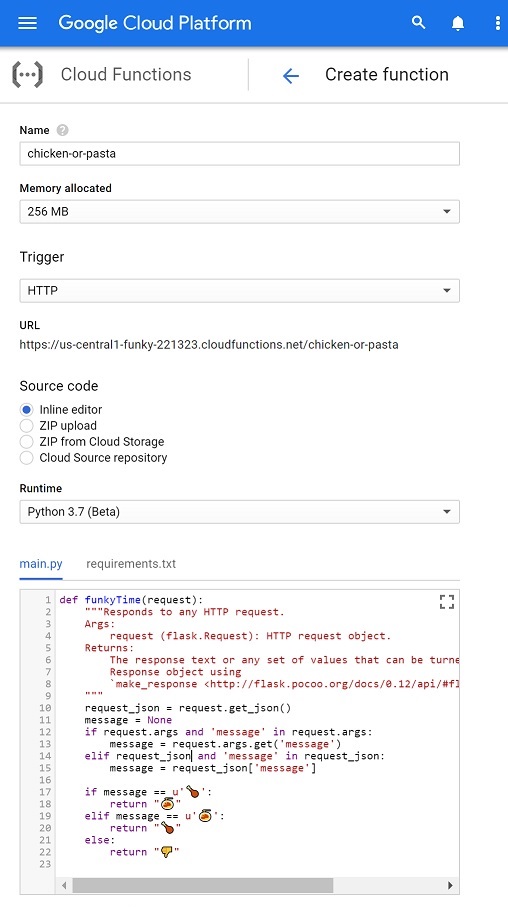 Google Cloud Platform
Cloud Functions
Create function
Name ?
chicken-or-pasta
Memory allocated
256 MB
Trigger
HTTP
URL
https://us-central1-funky-221323.cloudfunctions.net/chicken-or-pasta
Source code
Inline editor
ZIP upload
ZIP from Cloud Storage
Cloud Source repository
Runtime
Python 3.7 (Beta)
main.py requirements.txt
1 def funkyTime(request):
2     """Responds to any HTTP request.
3     Args:
4         request (flask.Request): HTTP request object.
5     Returns:
6         The response text or any set of values that can be turne
7         Response object using
8         `make_response <http://flask.pocoo.org/docs/0.12/api/#fl
9     """
10     request_json = request.get_json()
11     message = None
12     if request.args and 'message' in request.args:
13         message = request.args.get('message')
14     elif request_json and 'message' in request_json:
15         message = request_json['message']
16
17     if message == u'🍗':
18         return "🍝"
19     elif message == u'🍝':
20         return "🍗"
21     else:
22         return "👎"
23